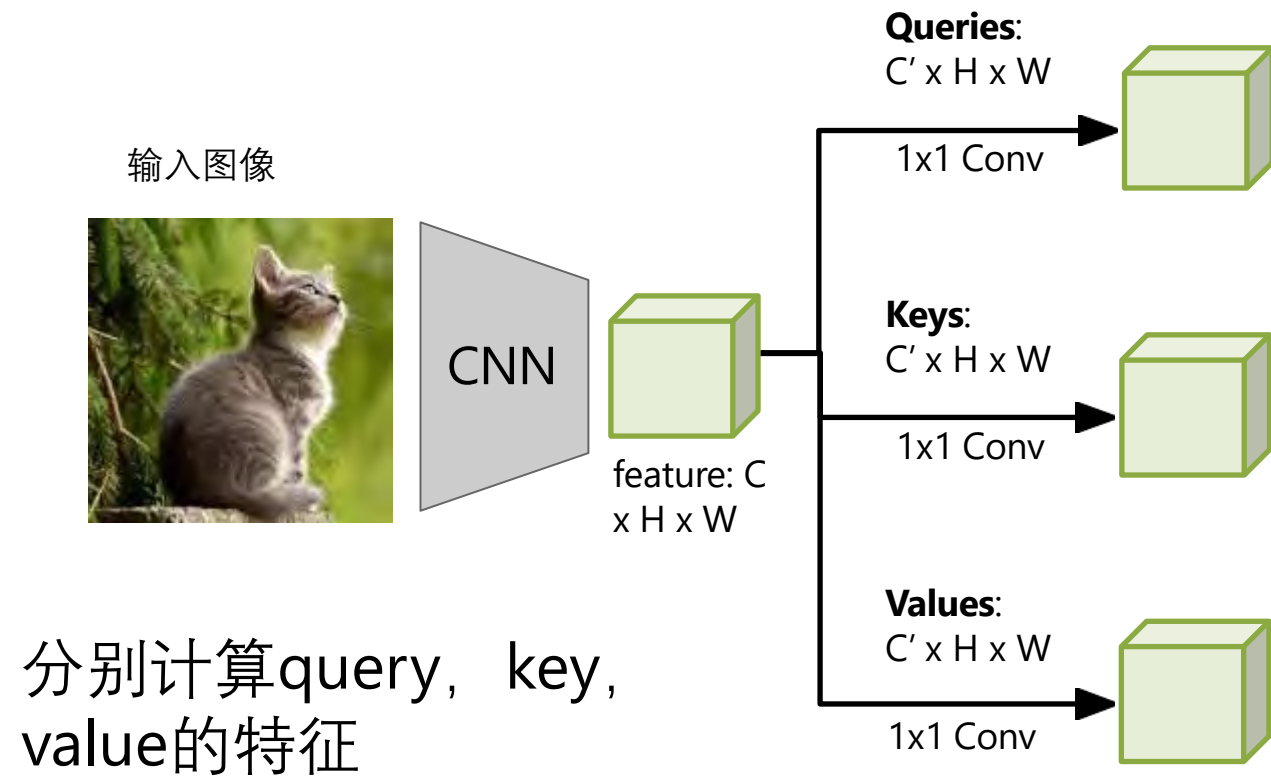 输入图像
CNN
feature: C
x H x W
Queries:
C’ x H x W
1x1 Conv
Keys:
C’ x H x W
1x1 Conv
Values:
C’ x H x W
1x1 Conv
分别计算query，key，
value的特征